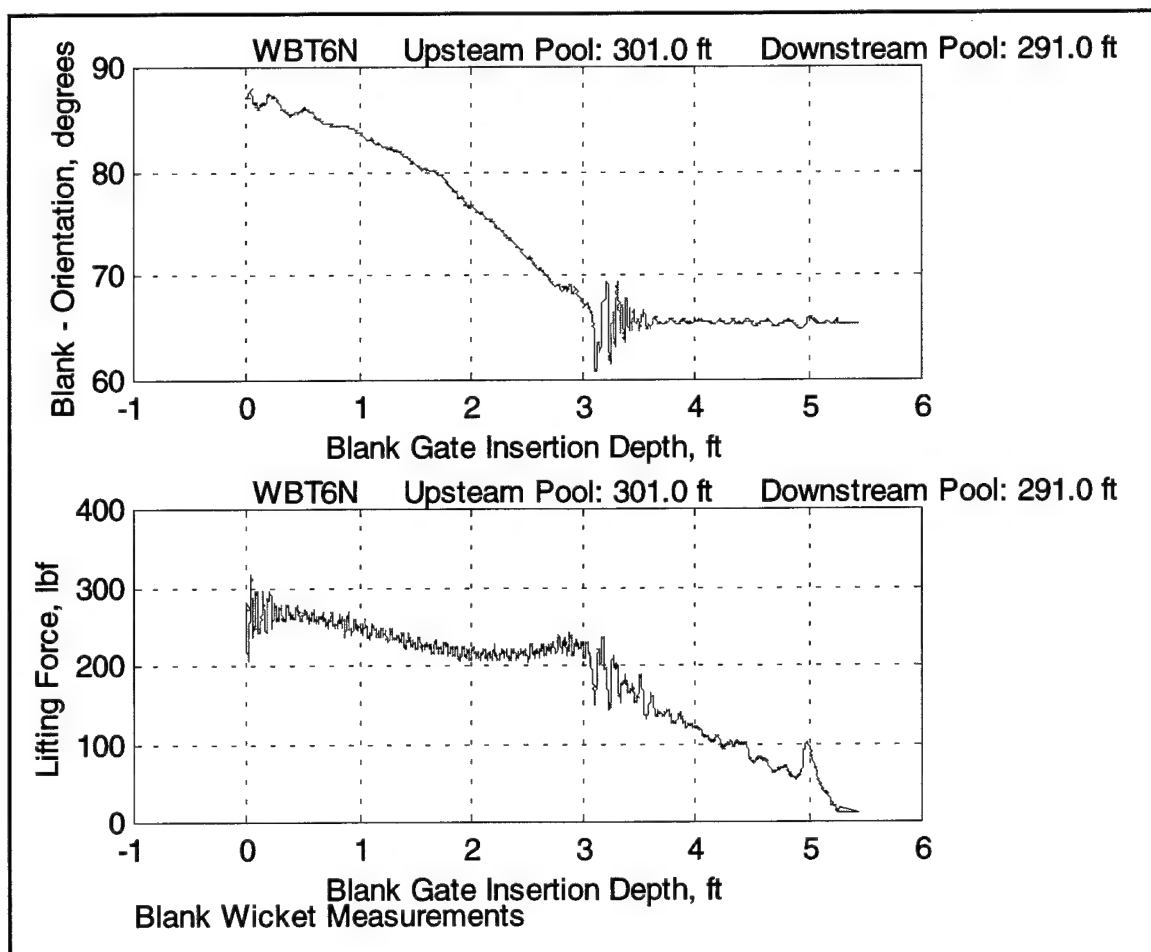 WBT6N Upsteam Pool: 301.0 ft Downstream Pool: 291.0 ft
90
80
70
60
Blank - Orientation, degrees
-1 0 1 2 3 4 5 6
Blank Gate Insertion Depth, ft
WBT6N Upsteam Pool: 301.0 ft Downstream Pool: 291.0 ft
400
300
200
100
0
Lifting Force, lbf
-1 0 1 2 3 4 5 6
Blank Gate Insertion Depth, ft
Blank Wicket Measurements